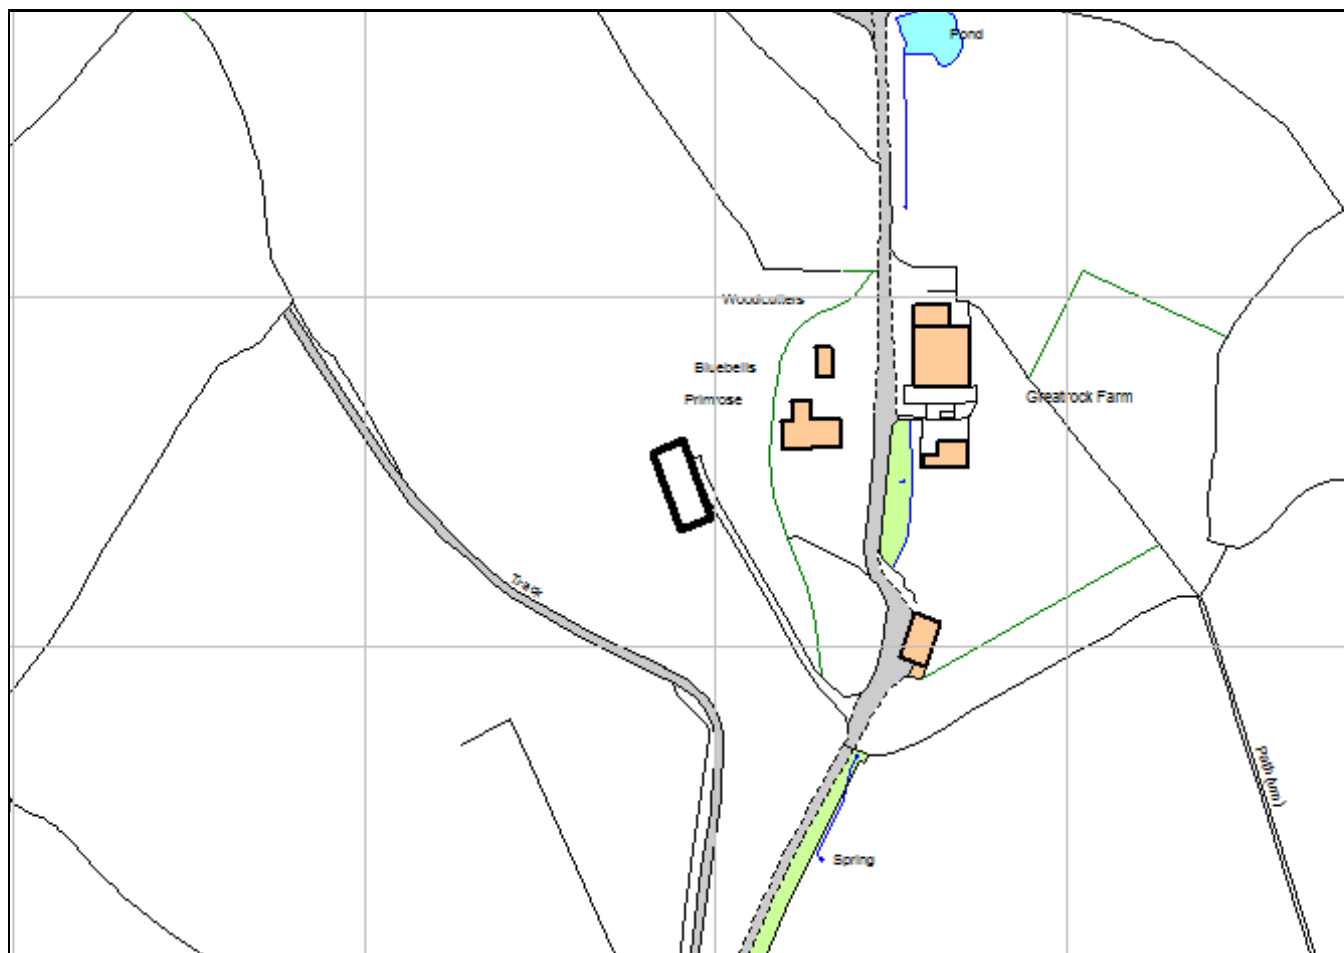 Pond
Woodcutters
Bluebells
Primrose
Greatrock Farm
Track
Path (um)
Spring